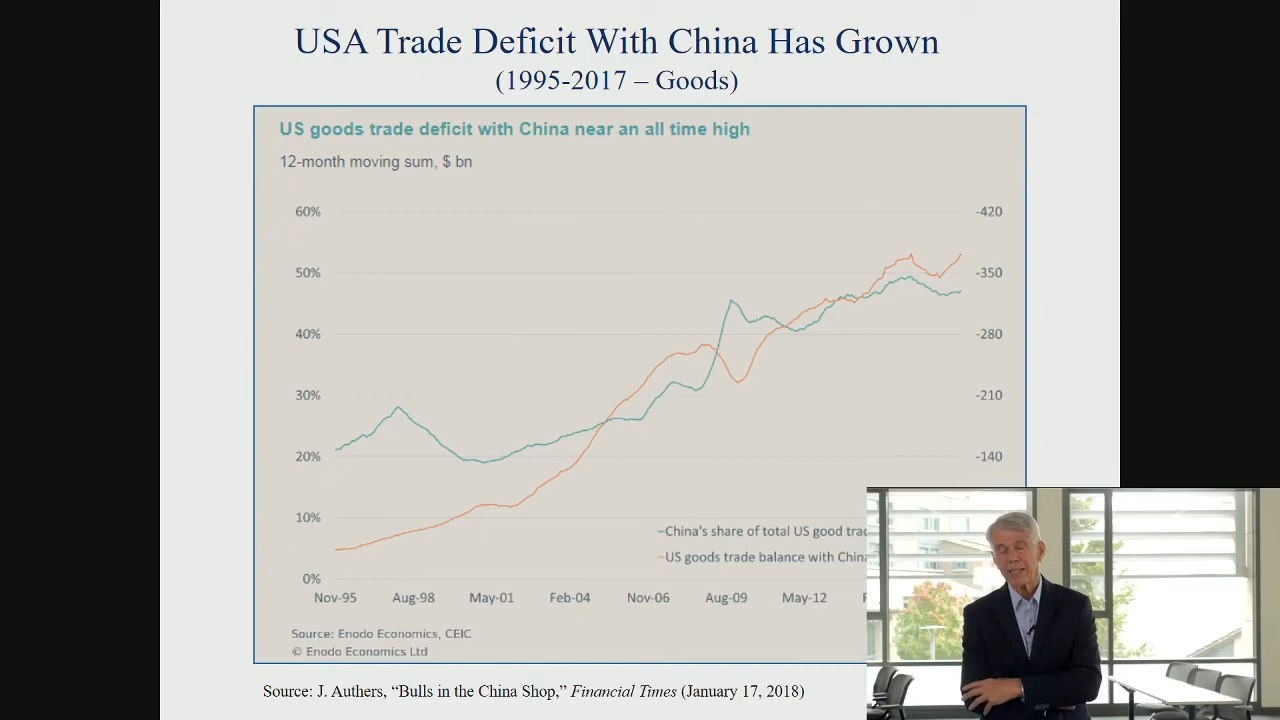 USA Trade Deficit With China Has Grown
(1995-2017 – Goods)
US goods trade deficit with China near an all time high
12-month moving sum, $ bn
60% -420
50% -350
40% -280
30% -210
20% -140
10%
–China's share of total US good
–US goods trade balance with
0%
Nov-95 Aug-98 May-01 Feb-04 Nov-06 Aug-09 May-12
Source: Enodo Economics, CEIC
© Enodo Economics Ltd
Source: J. Authers, “Bulls in the China Shop,” Financial Times (January 17, 2018)